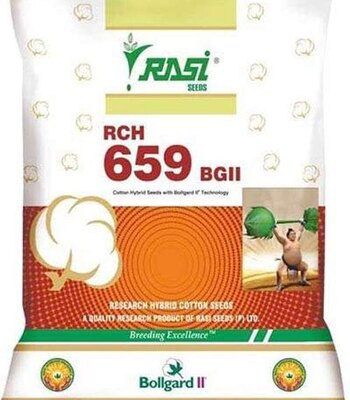 RASI
SEEDS
RCH
659 BGII
Cotton Hybrid Seeds with Bollgard II® Technology
RESEARCH HYBRID COTTON SEEDS
A QUALITY RESEARCH PRODUCT OF RASI SEEDS (P) LTD.
Breeding Excellence™
Bollgard II®